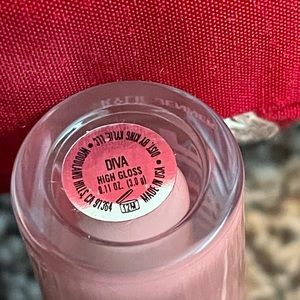 DIVA
HIGH GLOSS
0.11 OZ. (3.3 g)
12M
DIST. BY KING KYLIE LLC
WOODLAND HILLS CA 91364
MADE IN USA